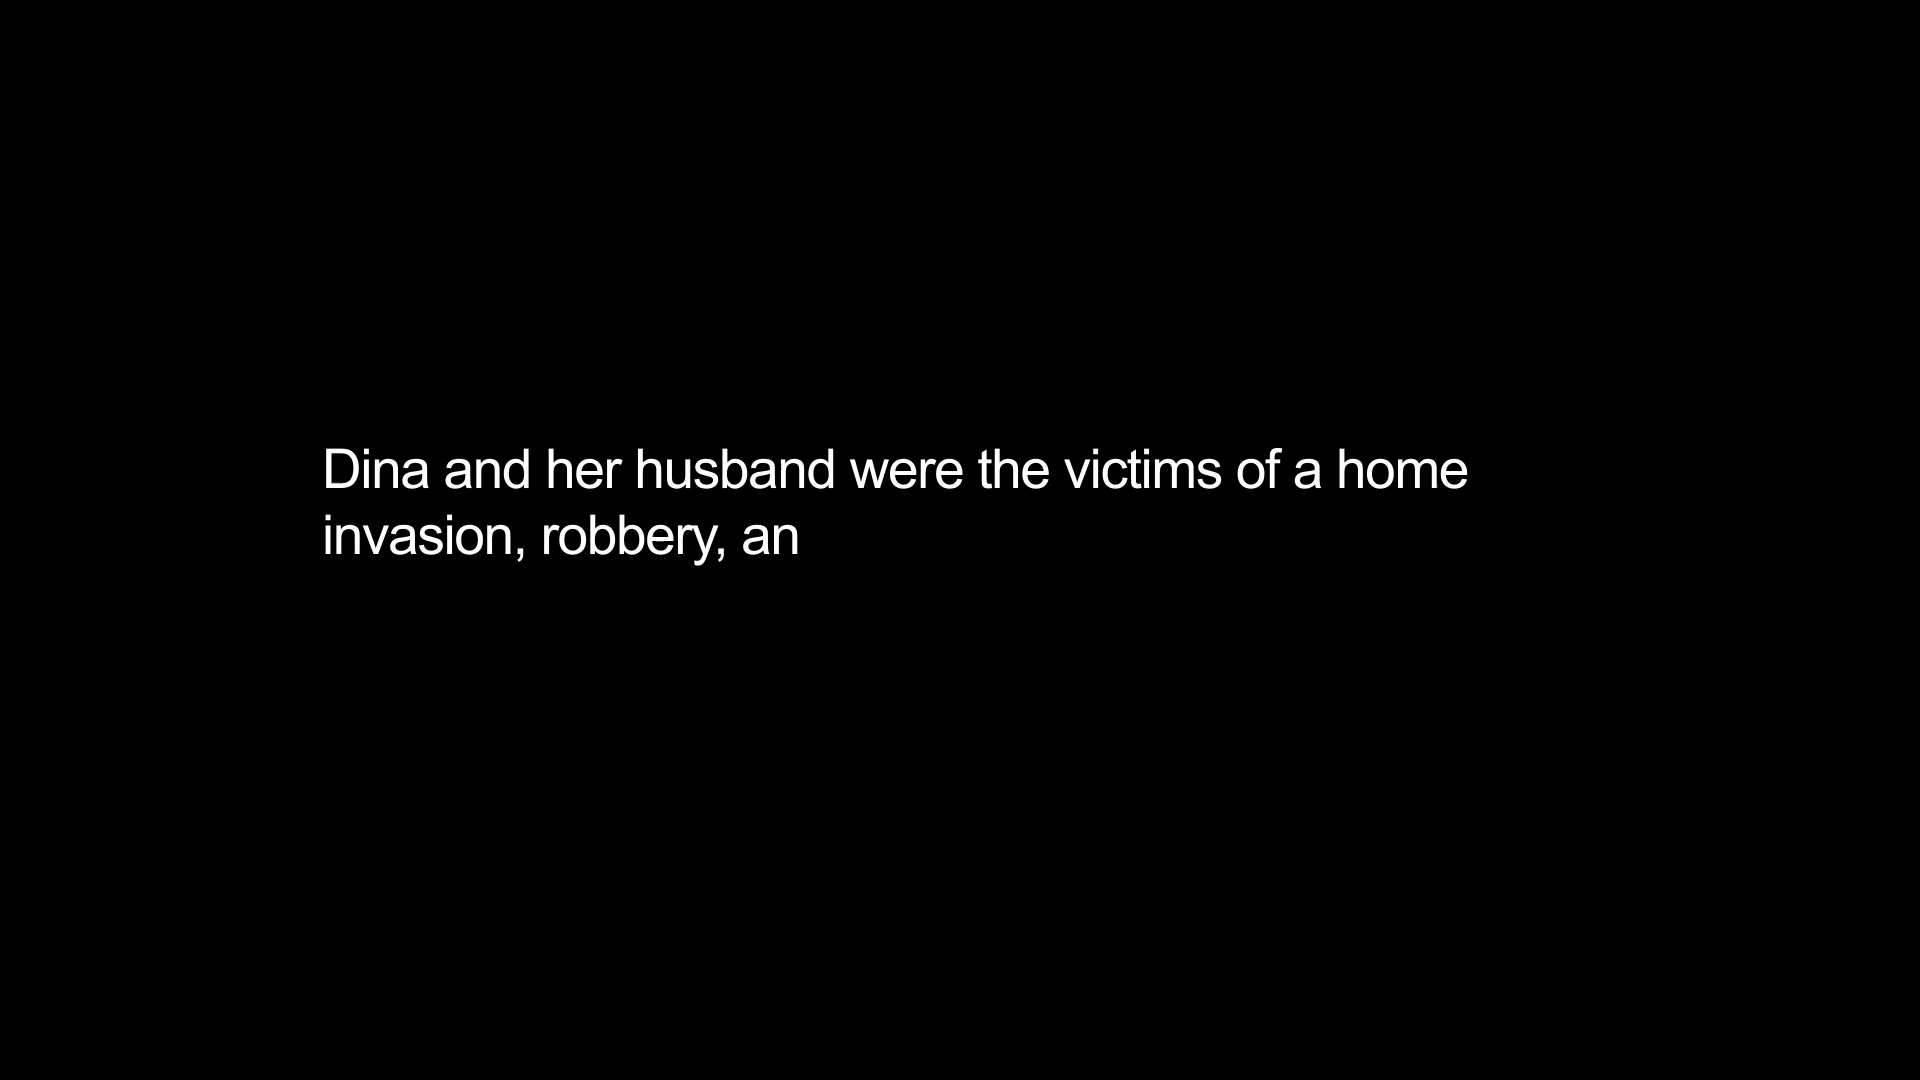 Dina and her husband were the victims of a home
invasion, robbery, an